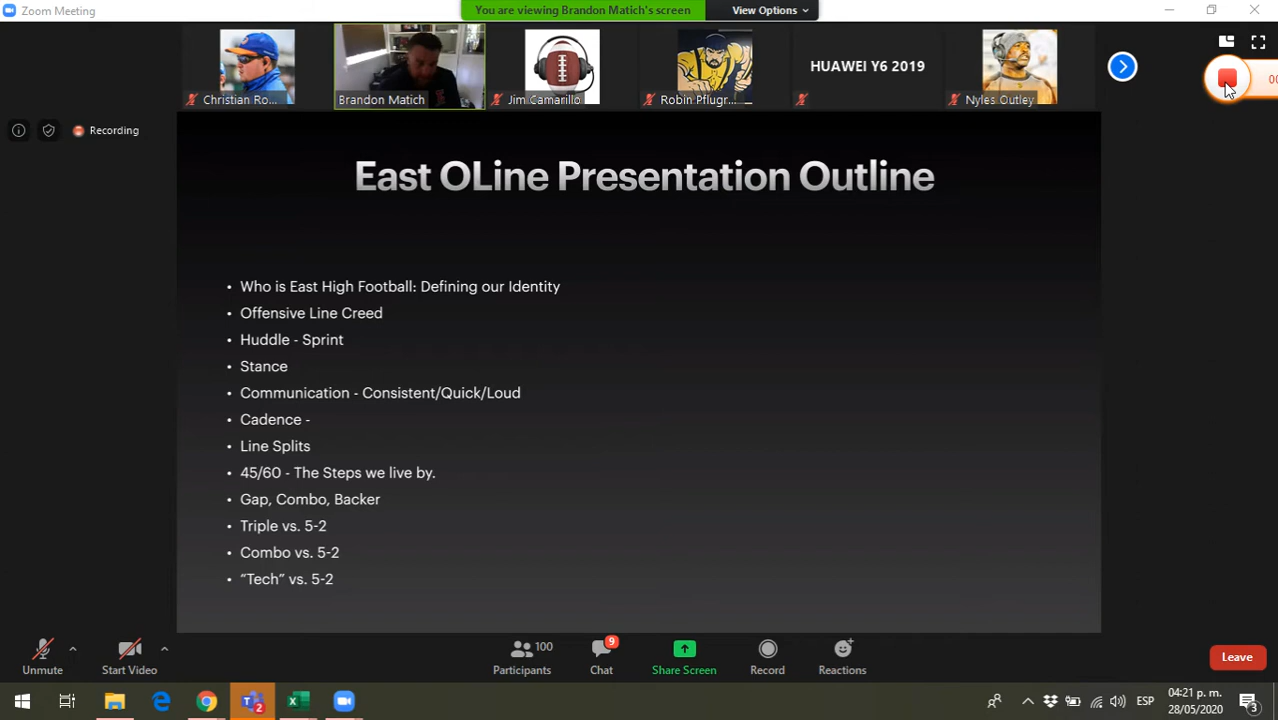 Zoom Meeting
You are viewing Brandon Matich's screen
View Options
Christian Ro...
Brandon Matich
Jim Camarillo
Robin Pflugr...
HUAWEI Y6 2019
Nyles Outley
00
Recording
East OLine Presentation Outline
• Who is East High Football: Defining our Identity
• Offensive Line Creed
• Huddle - Sprint
• Stance
• Communication - Consistent/Quick/Loud
• Cadence -
• Line Splits
• 45/60 - The Steps we live by.
• Gap, Combo, Backer
• Triple vs. 5-2
• Combo vs. 5-2
• “Tech” vs. 5-2
Unmute
Start Video
100
Participants
9
Chat
Share Screen
Record
Reactions
Leave
2
ESP
04:21 p. m.
28/05/2020
3